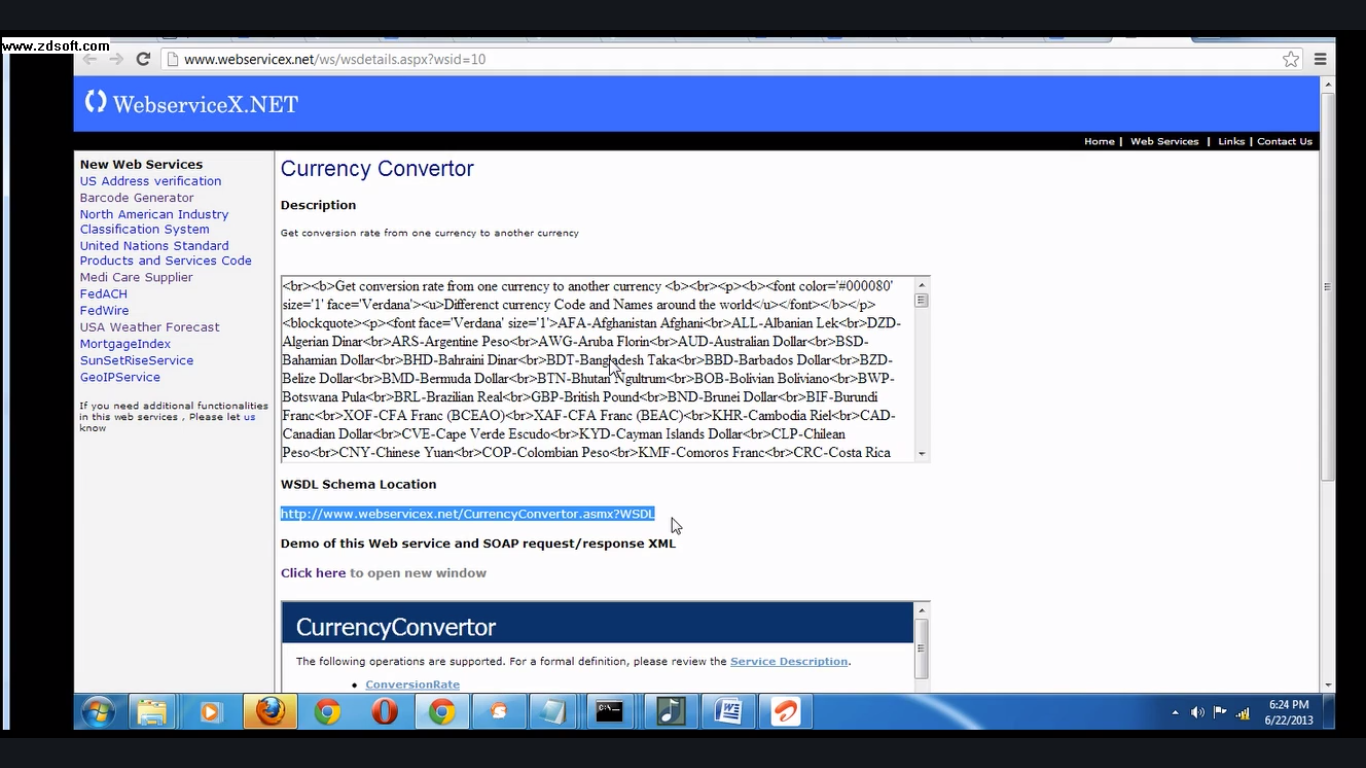 www.zdsoft.com
www.webservicex.net/ws/wsdetails.aspx?wsid=10
WebserviceX.NET
Home | Web Services | Links | Contact Us
New Web Services
US Address verification
Barcode Generator
North American Industry
Classification System
United Nations Standard
Products and Services Code
Medi Care Supplier
FedACH
FedWire
USA Weather Forecast
MortgageIndex
SunSetRiseService
GeoIPService
If you need additional functionalities
in this web services , Please let us
know
Currency Convertor
Description
Get conversion rate from one currency to another currency
<br><b>Get conversion rate from one currency to another currency <b><br><p><b><font color='#000080'
size='1' face='Verdana'><u>Differenct currency Code and Names around the world</u></font></b></p>
<blockquote><p><font face='Verdana' size='1'>AFA-Afghanistan Afghani<br>ALL-Albanian Lek<br>DZD-
Algerian Dinar<br>ARS-Argentine Peso<br>AWG-Aruba Florin<br>AUD-Australian Dollar<br>BSD-
Bahamian Dollar<br>BHD-Bahraini Dinar<br>BDT-Bangladesh Taka<br>BBD-Barbados Dollar<br>BZD-
Belize Dollar<br>BMD-Bermuda Dollar<br>BTN-Bhutan Ngultrum<br>BOB-Bolivian Boliviano<br>BWP-
Botswana Pula<br>BRL-Brazilian Real<br>GBP-British Pound<br>BND-Brunei Dollar<br>BIF-Burundi
Franc<br>XOF-CFA Franc (BCEAO)<br>XAF-CFA Franc (BEAC)<br>KHR-Cambodia Riel<br>CAD-
Canadian Dollar<br>CVE-Cape Verde Escudo<br>KYD-Cayman Islands Dollar<br>CLP-Chilean
Peso<br>CNY-Chinese Yuan<br>COP-Colombian Peso<br>KMF-Comoros Franc<br>CRC-Costa Rica
WSDL Schema Location
http://www.webservicex.net/CurrencyConvertor.asmx?WSDL
Demo of this Web service and SOAP request/response XML
Click here to open new window
CurrencyConvertor
The following operations are supported. For a formal definition, please review the Service Description.
• ConversionRate
6:24 PM
6/22/2013